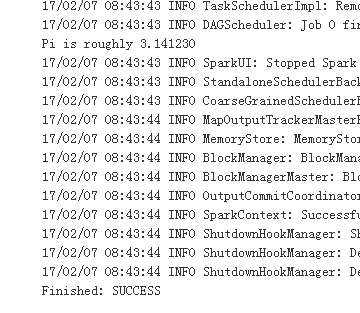 17/02/07 08:43:43 INFO TaskSchedulerImpl: Remo
17/02/07 08:43:43 INFO DAGScheduler: Job 0 fin
Pi is roughly 3.141230
17/02/07 08:43:43 INFO SparkUI: Stopped Spark
17/02/07 08:43:43 INFO StandaloneSchedulerBack
17/02/07 08:43:43 INFO CoarseGrainedSchedulerB
17/02/07 08:43:44 INFO MapOutputTrackerMasterE
17/02/07 08:43:44 INFO MemoryStore: MemoryStor
17/02/07 08:43:44 INFO BlockManager: BlockMana
17/02/07 08:43:44 INFO BlockManagerMaster: Blo
17/02/07 08:43:44 INFO OutputCommitCoordinator
17/02/07 08:43:44 INFO SparkContext: Successfu
17/02/07 08:43:44 INFO ShutdownHookManager: Sh
17/02/07 08:43:44 INFO ShutdownHookManager: De
17/02/07 08:43:44 INFO ShutdownHookManager: De
Finished: SUCCESS